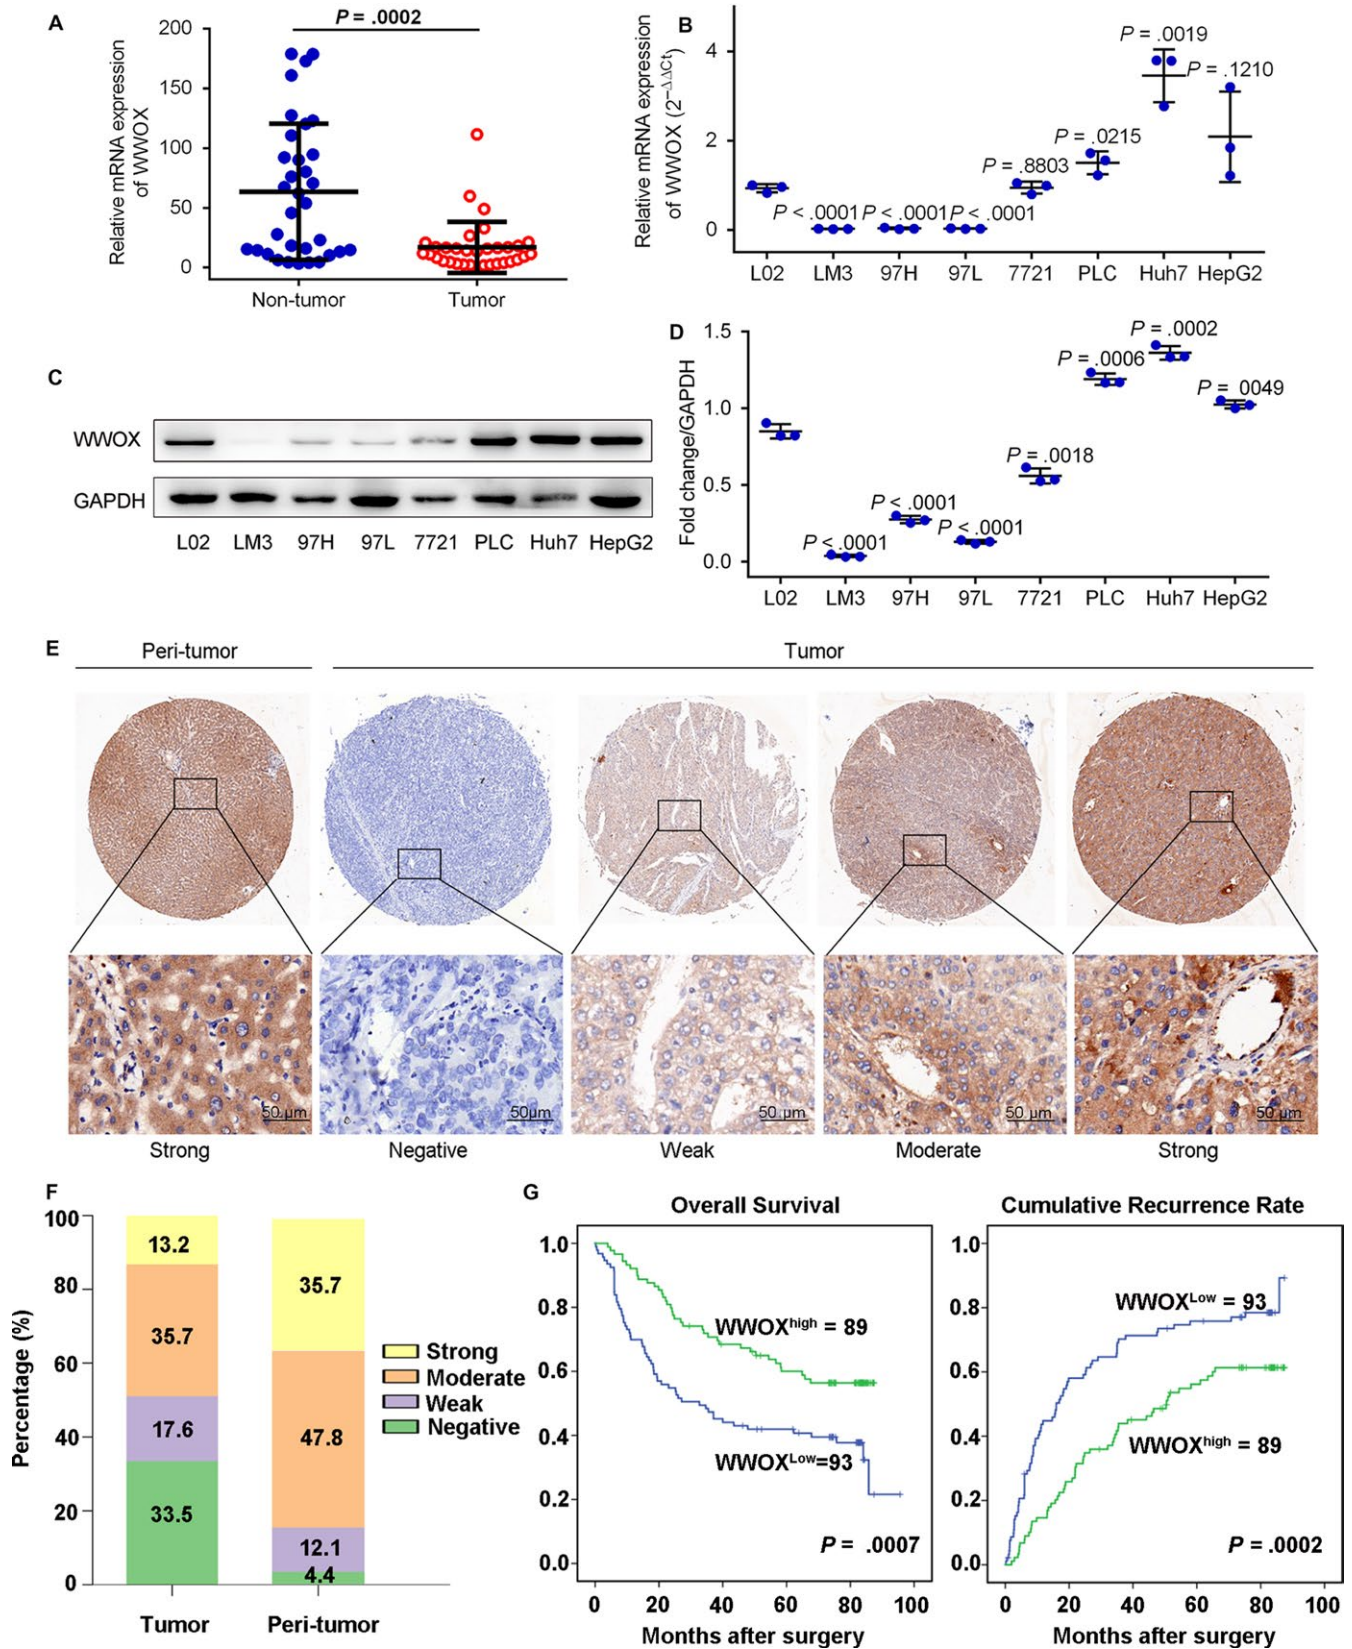 A
P = .0002
Relative mRNA expression
of WWOX
200
150
100
50
0
Non-tumor
Tumor
B
Relative mRNA expression
of WWOX (2−ΔΔCt)
4
2
0
P < .0001
P < .0001
P < .0001
P = .8803
P = .0215
P = .0019
P = .1210
L02
LM3
97H
97L
7721
PLC
Huh7
HepG2
C
WWOX
GAPDH
L02
LM3
97H
97L
7721
PLC
Huh7
HepG2
D
Fold change/GAPDH
1.5
1.0
0.5
0.0
P < .0001
P < .0001
P < .0001
P = .0018
P = .0006
P = .0002
P = 0049
L02
LM3
97H
97L
7721
PLC
Huh7
HepG2
E
Peri-tumor
Tumor
50 µm
50µm
50 µm
50 µm
50 µm
Strong
Negative
Weak
Moderate
Strong
F
Percentage (%)
100
80
60
40
20
0
13.2
35.7
17.6
33.5
35.7
47.8
12.1
4.4
Tumor
Peri-tumor
Strong
Moderate
Weak
Negative
G
Overall Survival
1.0
0.8
0.6
0.4
0.2
0.0
WWOXhigh = 89
WWOXLow=93
P = .0007
0 20 40 60 80 100
Months after surgery
Cumulative Recurrence Rate
1.0
0.8
0.6
0.4
0.2
0.0
WWOXLow = 93
WWOXhigh = 89
P = .0002
0 20 40 60 80 100
Months after surgery